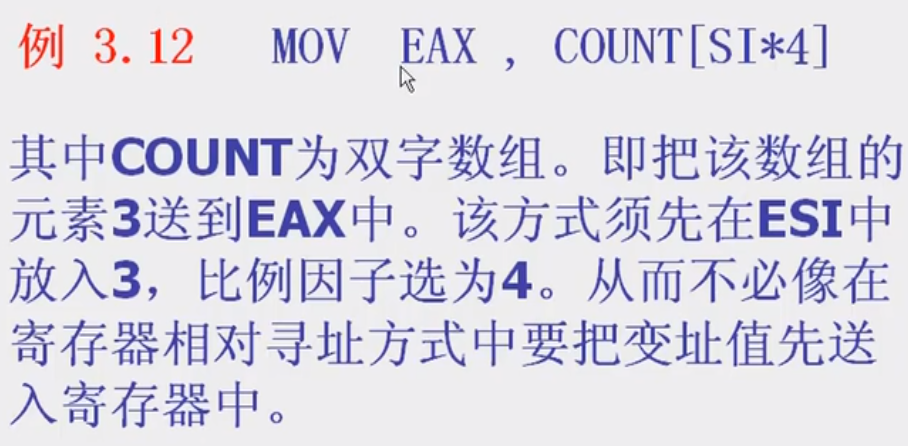 例 3.12 MOV EAX , COUNT[SI*4]
其中COUNT为双字数组。即把该数组的
元素3送到EAX中。该方式须先在ESI中
放入3，比例因子选为4。从而不必像在
寄存器相对寻址方式中要把变址值先送
入寄存器中。